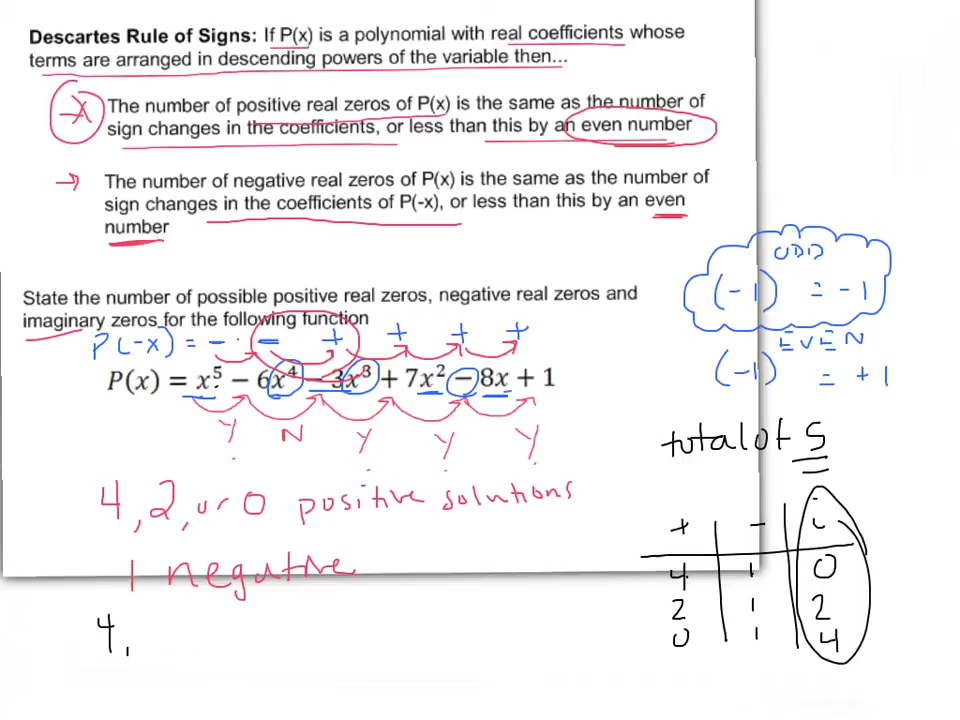 Descartes Rule of Signs: If P(x) is a polynomial with real coefficients whose
terms are arranged in descending powers of the variable then...
The number of positive real zeros of P(x) is the same as the number of
sign changes in the coefficients, or less than this by an even number
The number of negative real zeros of P(x) is the same as the number of
sign changes in the coefficients of P(-x), or less than this by an even
number
ODD
(-1) = -1
State the number of possible positive real zeros, negative real zeros and
imaginary zeros for the following function
P(-x) = - - + + + +
EVEN
(-1) = +1
P(x) = x⁵ − 6x⁴ − 3x³ + 7x² − 8x + 1
Y N Y Y Y
total of 5
4, 2, or 0 positive solutions
+ - i
1 negative
4 1 0
2 1 2
0 1 4
4,